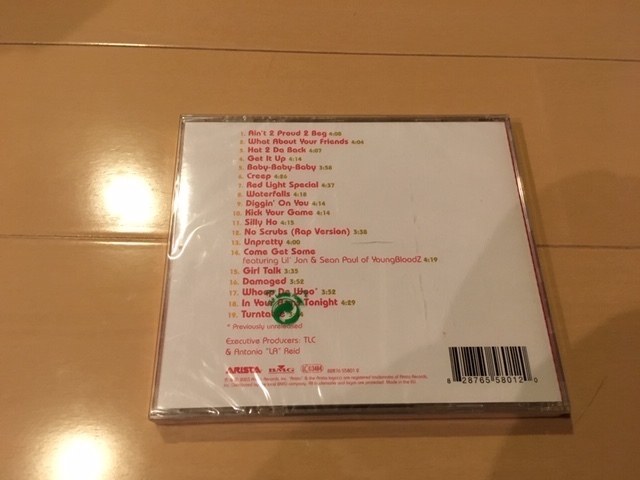 1. Ain't 2 Proud 2 Beg 4:08
2. What About Your Friends 4:04
3. Hat 2 Da Back 4:07
4. Get It Up 4:14
5. Baby-Baby-Baby 3:58
6. Creep 4:26
7. Red Light Special 4:37
8. Waterfalls 4:18
9. Diggin' On You 4:14
10. Kick Your Game 4:14
11. Silly Ho 4:15
12. No Scrubs (Rap Version) 3:38
13. Unpretty 4:00
14. Come Get Some
featuring Lil' Jon & Sean Paul of YoungBloodZ 4:19
15. Girl Talk 3:35
16. Damaged 3:52
17. Whoop De Woo* 3:52
18. In Your Tonight 4:29
19. Turnta
* Previously unreleased
Executive Producers: TLC
& Antonio "LA" Reid
ARISTA BMG
8 28765 58012 0